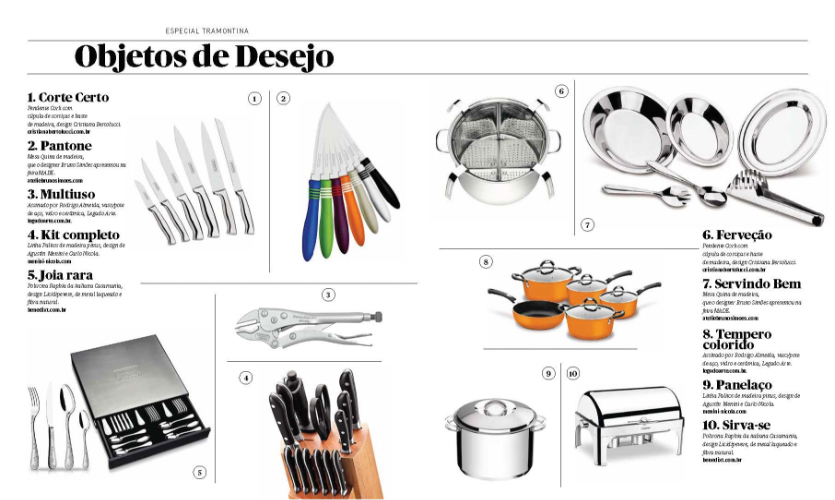 ESPECIAL TRAMONTINA
Objetos de Desejo
1. Corte Certo
Pendente Cork com
cúpula de cortiça e haste
de madeira, design Cristiana Bertolucci.
cristianabertolucci.com.br
2. Pantone
Mesa Quina de madeira,
que o designer Bruno Simões apresentou na
feira MADE.
ateliebrunosimoes.com
3. Multiuso
Assinado por Rodrigo Almeida, vaso/pote
de aço, vidro e cerâmica, Legado Arte.
legadoarte.com.br.
4. Kit completo
Linha Palitos de madeira pinus, design de
Agustín Menini e Carlo Nicola.
menini-nicola.com
5. Joia rara
Poltrona Raphia da italiana Casamania,
design Lucidipevere, de metal laqueado e
fibra natural.
benedixt.com.br
1
2
3
4
5
6
7
8
9
10
6. Ferveção
Pendente Cork com
cúpula de cortiça e haste
de madeira, design Cristiana Bertolucci.
cristianabertolucci.com.br
7. Servindo Bem
Mesa Quina de madeira,
que o designer Bruno Simões apresentou na
feira MADE.
ateliebrunosimoes.com
8. Tempero
colorido
Assinado por Rodrigo Almeida, vaso/pote
de aço, vidro e cerâmica, Legado Arte.
legadoarte.com.br.
9. Panelaço
Linha Palitos de madeira pinus, design de
Agustín Menini e Carlo Nicola.
menini-nicola.com
10. Sirva-se
Poltrona Raphia da italiana Casamania,
design Lucidipevere, de metal laqueado e
fibra natural.
benedixt.com.br